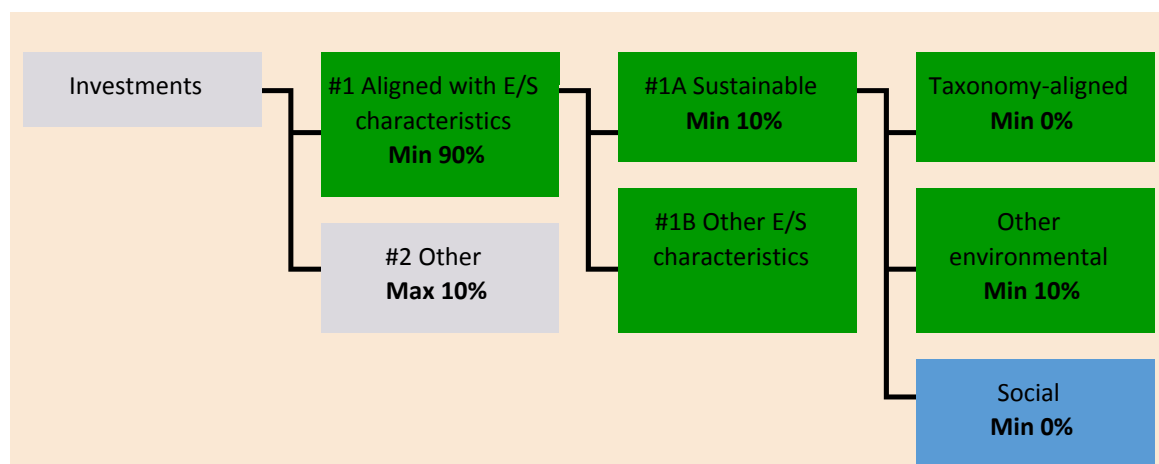 Investments
#1 Aligned with E/S
characteristics
Min 90%
#2 Other
Max 10%
#1A Sustainable
Min 10%
#1B Other E/S
characteristics
Taxonomy-aligned
Min 0%
Other
environmental
Min 10%
Social
Min 0%